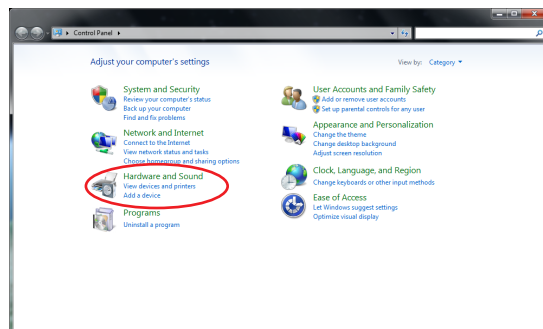 Control Panel
Adjust your computer's settings
View by: Category
System and Security
Review your computer's status
Back up your computer
Find and fix problems
Network and Internet
Connect to the Internet
View network status and tasks
Choose homegroup and sharing options
Hardware and Sound
View devices and printers
Add a device
Programs
Uninstall a program
User Accounts and Family Safety
Add or remove user accounts
Set up parental controls for any user
Appearance and Personalization
Change the theme
Change desktop background
Adjust screen resolution
Clock, Language, and Region
Change keyboards or other input methods
Ease of Access
Let Windows suggest settings
Optimize visual display